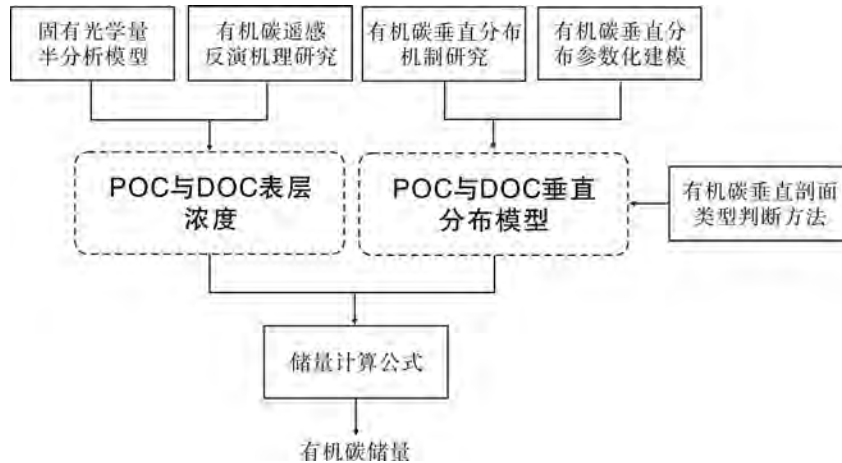 固有光学量
半分析模型
有机碳遥感
反演机理研究
有机碳垂直分布
机制研究
有机碳垂直分
布参数化建模
POC与DOC表层
浓度
POC与DOC垂直
分布模型
有机碳垂直剖面
类型判断方法
储量计算公式
有机碳储量